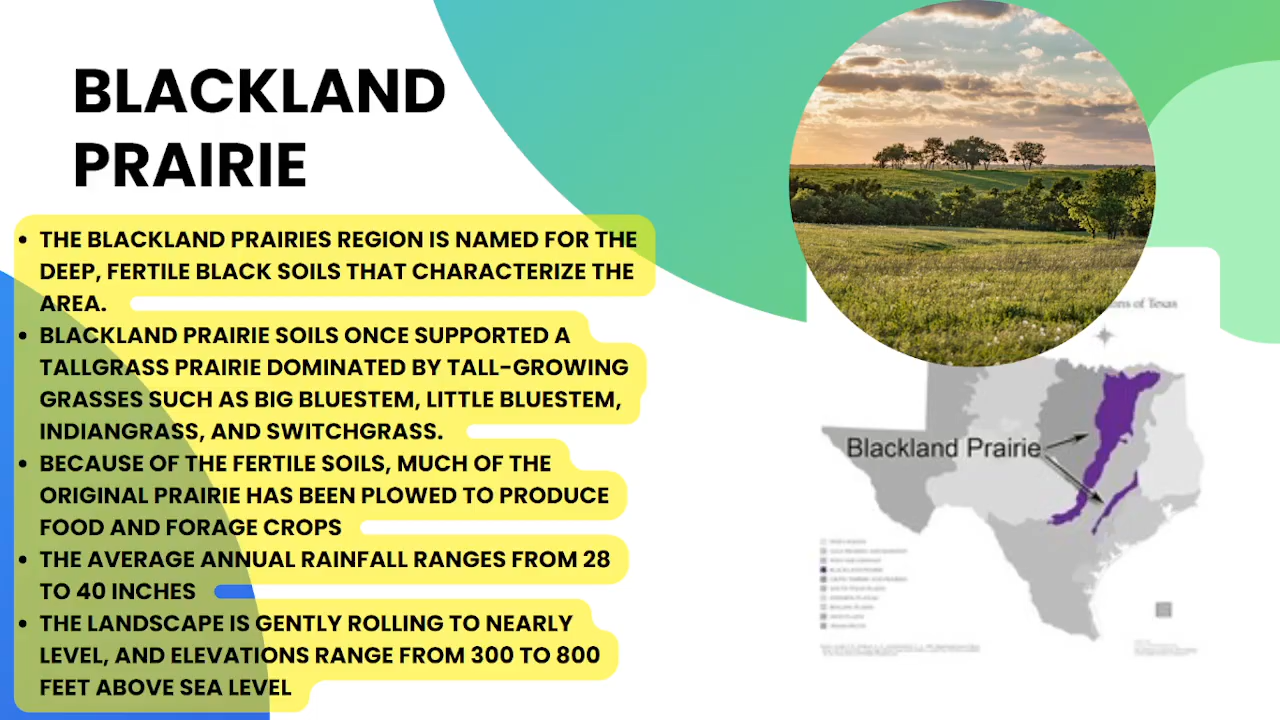 BLACKLAND
PRAIRIE
• THE BLACKLAND PRAIRIES REGION IS NAMED FOR THE
DEEP, FERTILE BLACK SOILS THAT CHARACTERIZE THE
AREA.
• BLACKLAND PRAIRIE SOILS ONCE SUPPORTED A
TALLGRASS PRAIRIE DOMINATED BY TALL-GROWING
GRASSES SUCH AS BIG BLUESTEM, LITTLE BLUESTEM,
INDIANGRASS, AND SWITCHGRASS.
• BECAUSE OF THE FERTILE SOILS, MUCH OF THE
ORIGINAL PRAIRIE HAS BEEN PLOWED TO PRODUCE
FOOD AND FORAGE CROPS
• THE AVERAGE ANNUAL RAINFALL RANGES FROM 28
TO 40 INCHES
• THE LANDSCAPE IS GENTLY ROLLING TO NEARLY
LEVEL, AND ELEVATIONS RANGE FROM 300 TO 800
FEET ABOVE SEA LEVEL
of Texas
Blackland Prairie